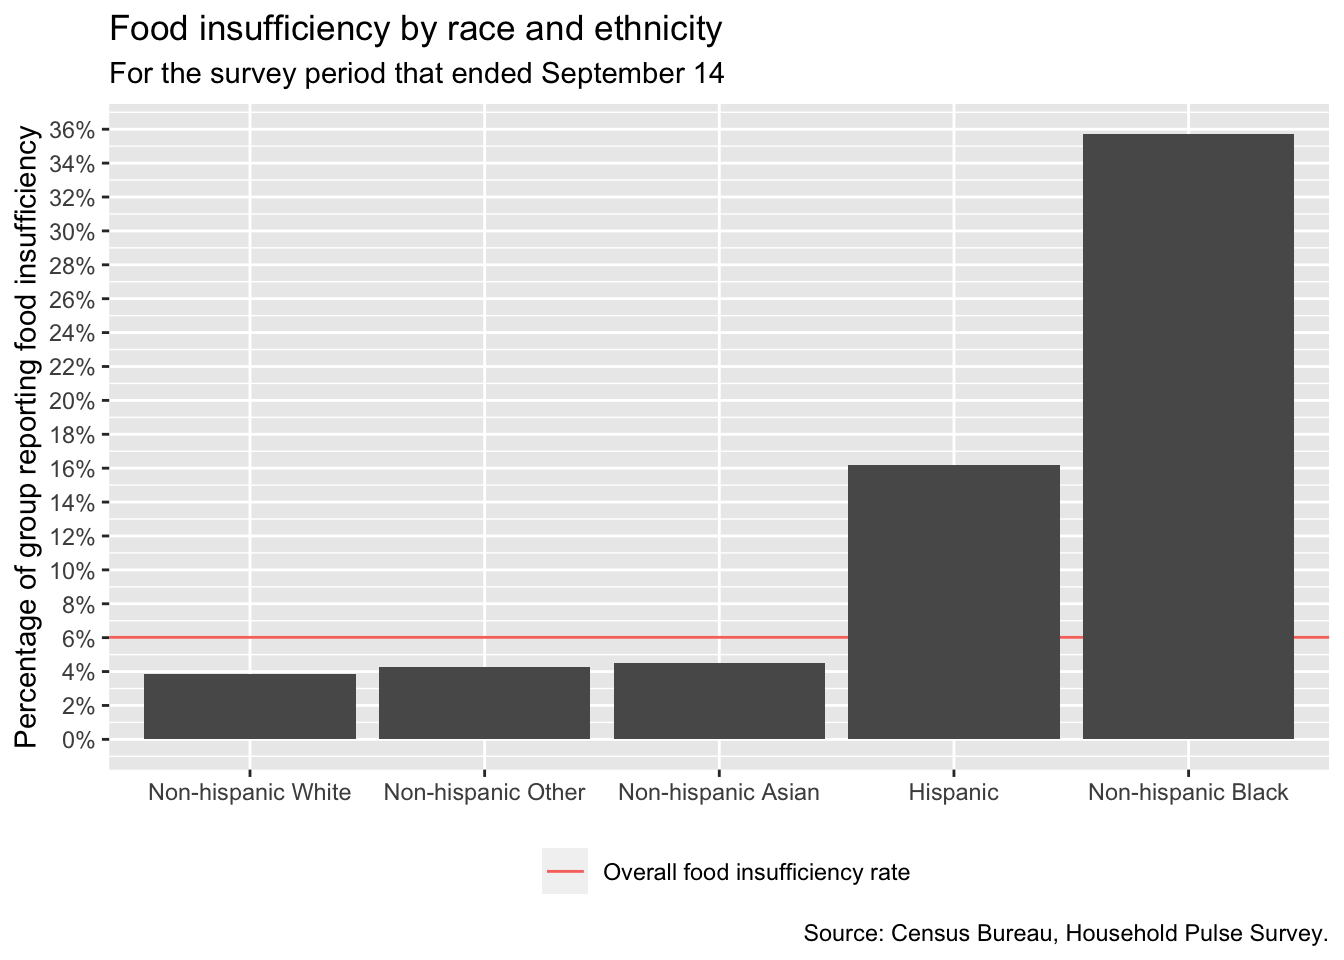 Food insufficiency by race and ethnicity
For the survey period that ended September 14
Percentage of group reporting food insufficiency
36%
34%
32%
30%
28%
26%
24%
22%
20%
18%
16%
14%
12%
10%
8%
6%
4%
2%
0%
Non-hispanic White
Non-hispanic Other
Non-hispanic Asian
Hispanic
Non-hispanic Black
Overall food insufficiency rate
Source: Census Bureau, Household Pulse Survey.